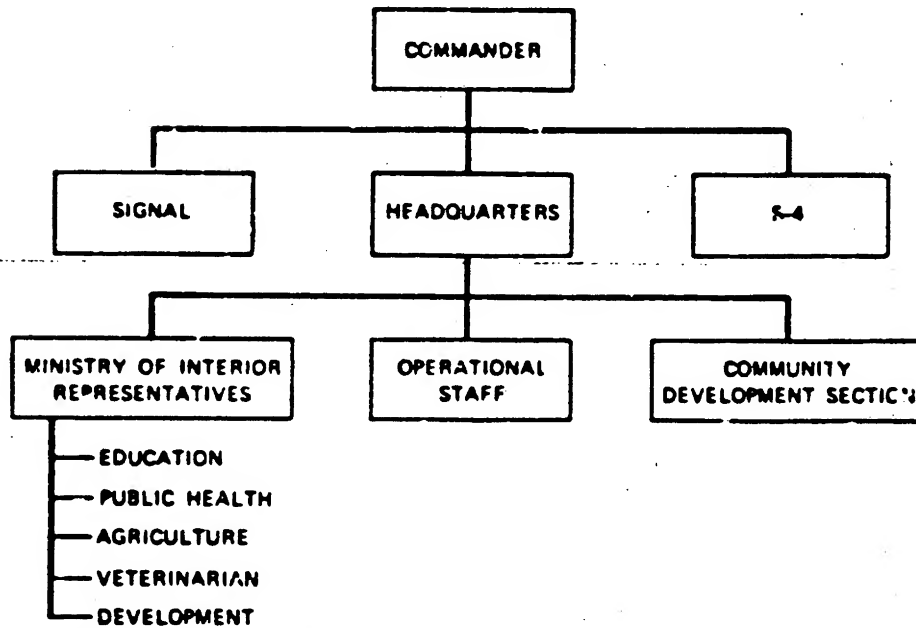 COMMANDER
SIGNAL
HEADQUARTERS
S-4
MINISTRY OF INTERIOR
REPRESENTATIVES
OPERATIONAL
STAFF
COMMUNITY
DEVELOPMENT SECTION
EDUCATION
PUBLIC HEALTH
AGRICULTURE
VETERINARIAN
DEVELOPMENT